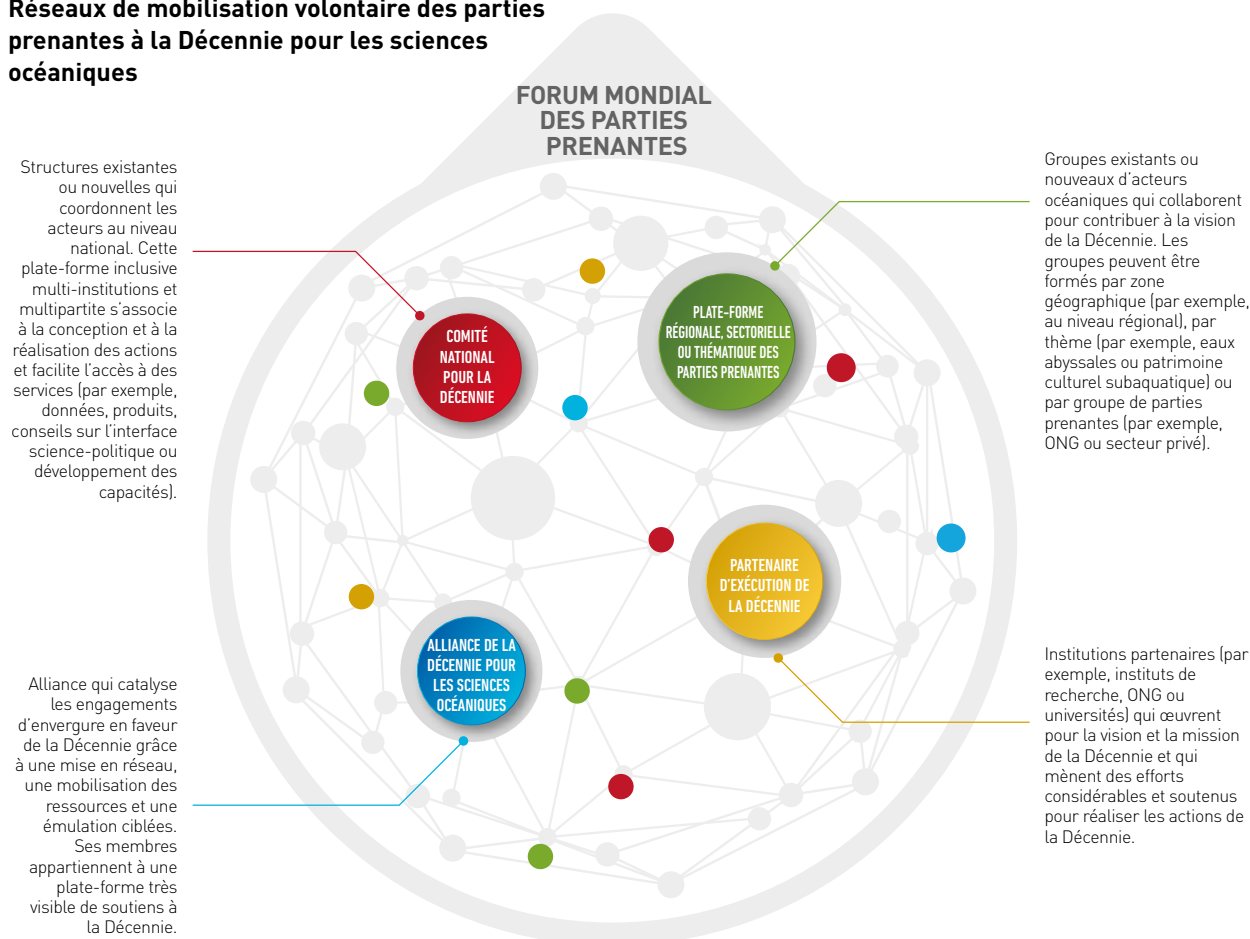 Réseaux de mobilisation volontaire des parties
prenantes à la Décennie pour les sciences
océaniques
FORUM MONDIAL
DES PARTIES
PRENANTES
Structures existantes
ou nouvelles qui
coordonnent les
acteurs au niveau
national. Cette
plate-forme inclusive
multi-institutions et
multipartite s’associe
à la conception et à la
réalisation des actions
et facilite l’accès à des
services (par exemple,
données, produits,
conseils sur l’interface
science-politique ou
développement des
capacités).
COMITÉ
NATIONAL
POUR LA
DÉCENNIE
PLATE-FORME
RÉGIONALE, SECTORIELLE
OU THÉMATIQUE DES
PARTIES PRENANTES
Groupes existants ou
nouveaux d’acteurs
océaniques qui collaborent
pour contribuer à la vision
de la Décennie. Les
groupes peuvent être
formés par zone
géographique (par exemple,
au niveau régional), par
thème (par exemple, eaux
abyssales ou patrimoine
culturel subaquatique) ou
par groupe de parties
prenantes (par exemple,
ONG ou secteur privé).
Alliance qui catalyse
les engagements
d’envergure en faveur
de la Décennie grâce
à une mise en réseau,
une mobilisation des
ressources et une
émulation ciblées.
Ses membres
appartiennent à une
plate-forme très
visible de soutiens à
la Décennie.
ALLIANCE DE LA
DÉCENNIE POUR
LES SCIENCES
OCÉANIQUES
PARTENAIRE
D’EXÉCUTION DE
LA DÉCENNIE
Institutions partenaires (par
exemple, instituts de
recherche, ONG ou
universités) qui œuvrent
pour la vision et la mission
de la Décennie et qui
mènent des efforts
considérables et soutenus
pour réaliser les actions de
la Décennie.